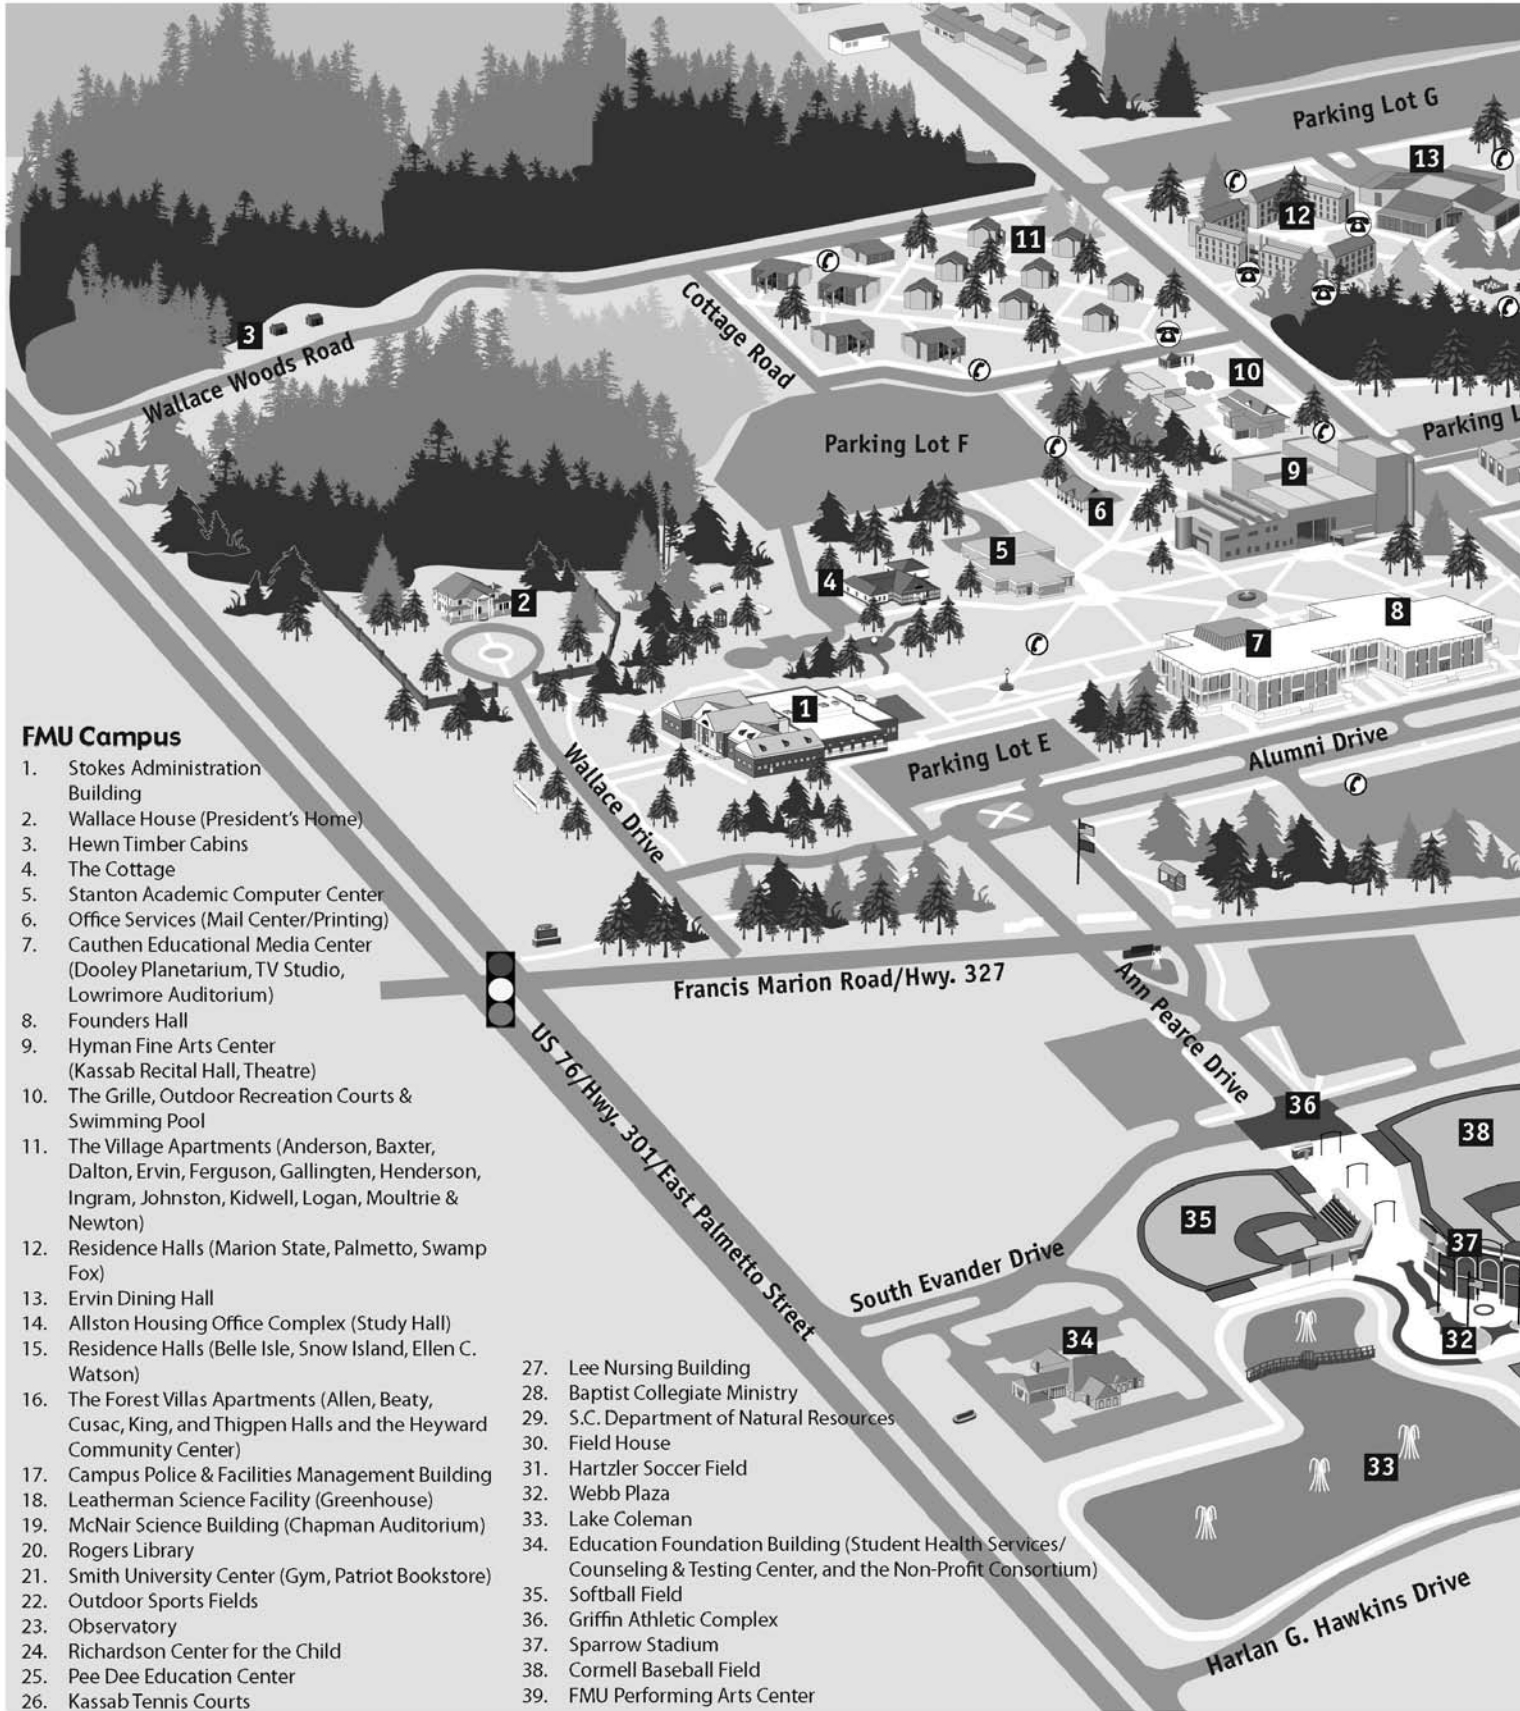 Parking Lot G
13
12
11
3
Wallace Woods Road
Cottage Road
10
Parking L
Parking Lot F
9
6
5
4
2
8
7
1
Parking Lot E
Alumni Drive
Wallace Drive
Francis Marion Road/Hwy. 327
Ann Pearce Drive
US 76/Hwy. 301/East Palmetto Street
36
38
35
37
South Evander Drive
34
32
33
Harlan G. Hawkins Drive
FMU Campus
1. Stokes Administration
Building
2. Wallace House (President's Home)
3. Hewn Timber Cabins
4. The Cottage
5. Stanton Academic Computer Center
6. Office Services (Mail Center/Printing)
7. Cauthen Educational Media Center
(Dooley Planetarium, TV Studio,
Lowrimore Auditorium)
8. Founders Hall
9. Hyman Fine Arts Center
(Kassab Recital Hall, Theatre)
10. The Grille, Outdoor Recreation Courts &
Swimming Pool
11. The Village Apartments (Anderson, Baxter,
Dalton, Ervin, Ferguson, Gallingten, Henderson,
Ingram, Johnston, Kidwell, Logan, Moultrie &
Newton)
12. Residence Halls (Marion State, Palmetto, Swamp
Fox)
13. Ervin Dining Hall
14. Allston Housing Office Complex (Study Hall)
15. Residence Halls (Belle Isle, Snow Island, Ellen C.
Watson)
16. The Forest Villas Apartments (Allen, Beaty,
Cusac, King, and Thigpen Halls and the Heyward
Community Center)
17. Campus Police & Facilities Management Building
18. Leatherman Science Facility (Greenhouse)
19. McNair Science Building (Chapman Auditorium)
20. Rogers Library
21. Smith University Center (Gym, Patriot Bookstore)
22. Outdoor Sports Fields
23. Observatory
24. Richardson Center for the Child
25. Pee Dee Education Center
26. Kassab Tennis Courts
27. Lee Nursing Building
28. Baptist Collegiate Ministry
29. S.C. Department of Natural Resources
30. Field House
31. Hartzler Soccer Field
32. Webb Plaza
33. Lake Coleman
34. Education Foundation Building (Student Health Services/
Counseling & Testing Center, and the Non-Profit Consortium)
35. Softball Field
36. Griffin Athletic Complex
37. Sparrow Stadium
38. Cormell Baseball Field
39. FMU Performing Arts Center